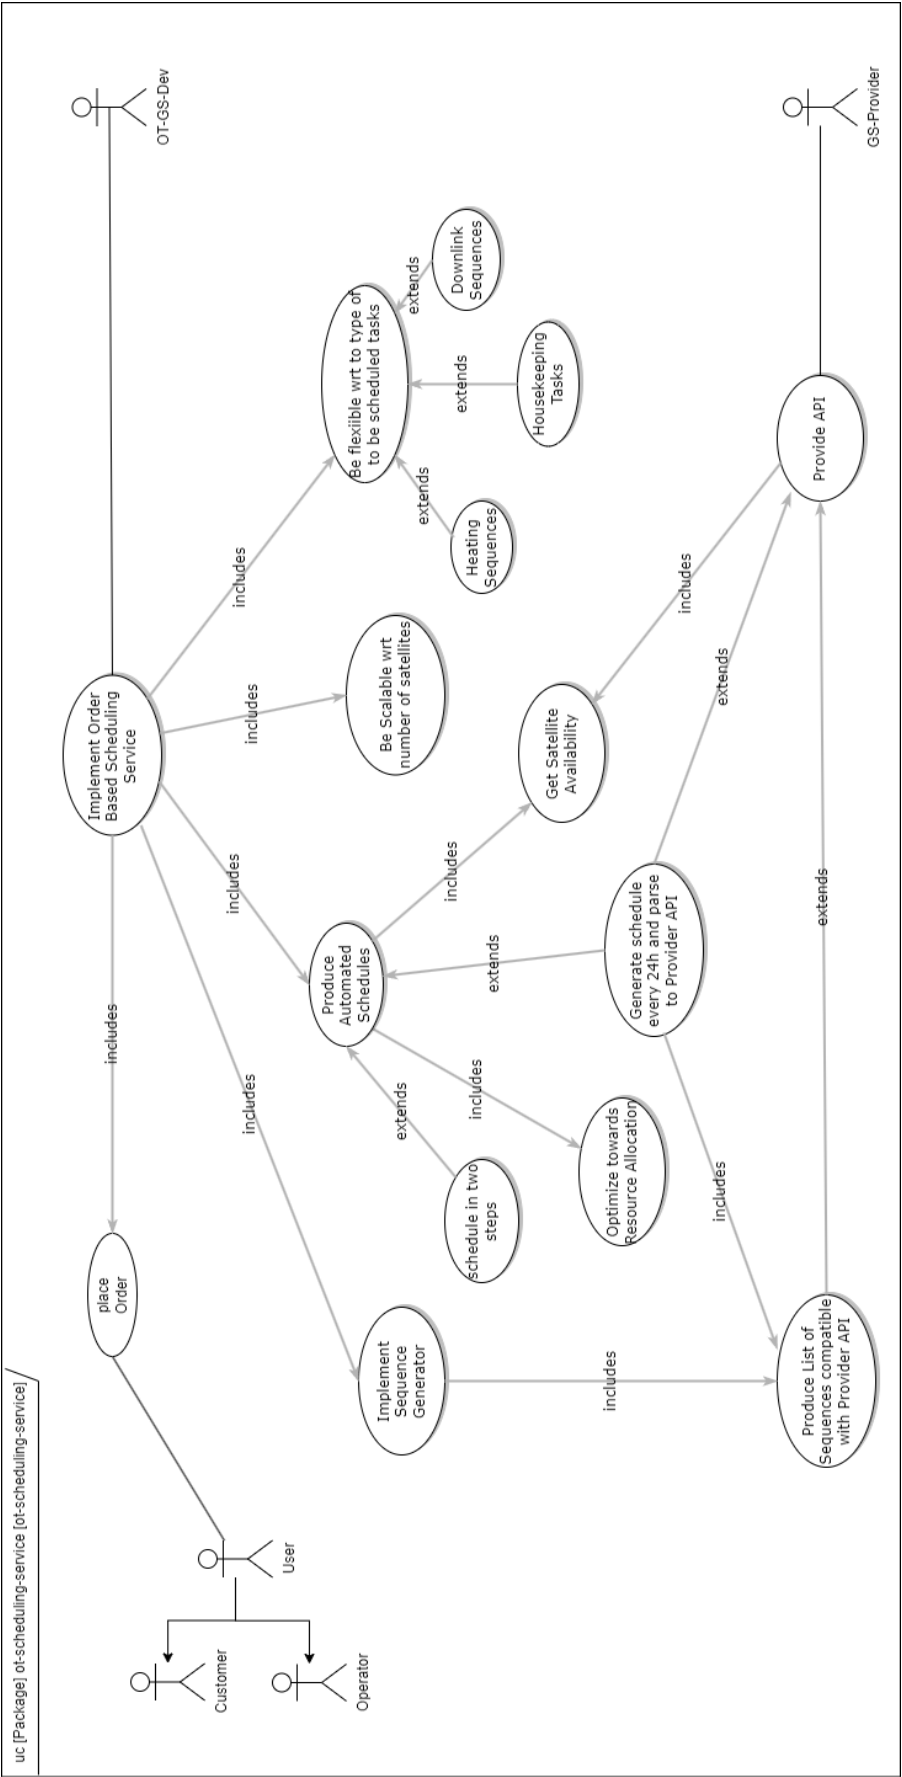 uc [Package] ot-scheduling-service [ot-scheduling-service]
Customer
Operator
User
place
Order
includes
Implement Order
Based Scheduling
Service
OT-GS-Dev
includes
includes
includes
includes
Implement
Sequence
Generator
Produce
Automated
Schedules
Be Scalable wrt
number of satellites
Be flexiible wrt to type of
to be scheduled tasks
extends
extends
extends
Heating
Sequences
Housekeeping
Tasks
Downlink
Sequences
extends
schedule in two
steps
includes
Optimize towards
Resource Allocation
extends
Generate schedule
every 24h and parse
to Provider API
includes
Get Satellite
Availability
includes
Produce List of
Sequences compatible
with Provider API
includes
extends
extends
includes
Provide API
GS-Provider